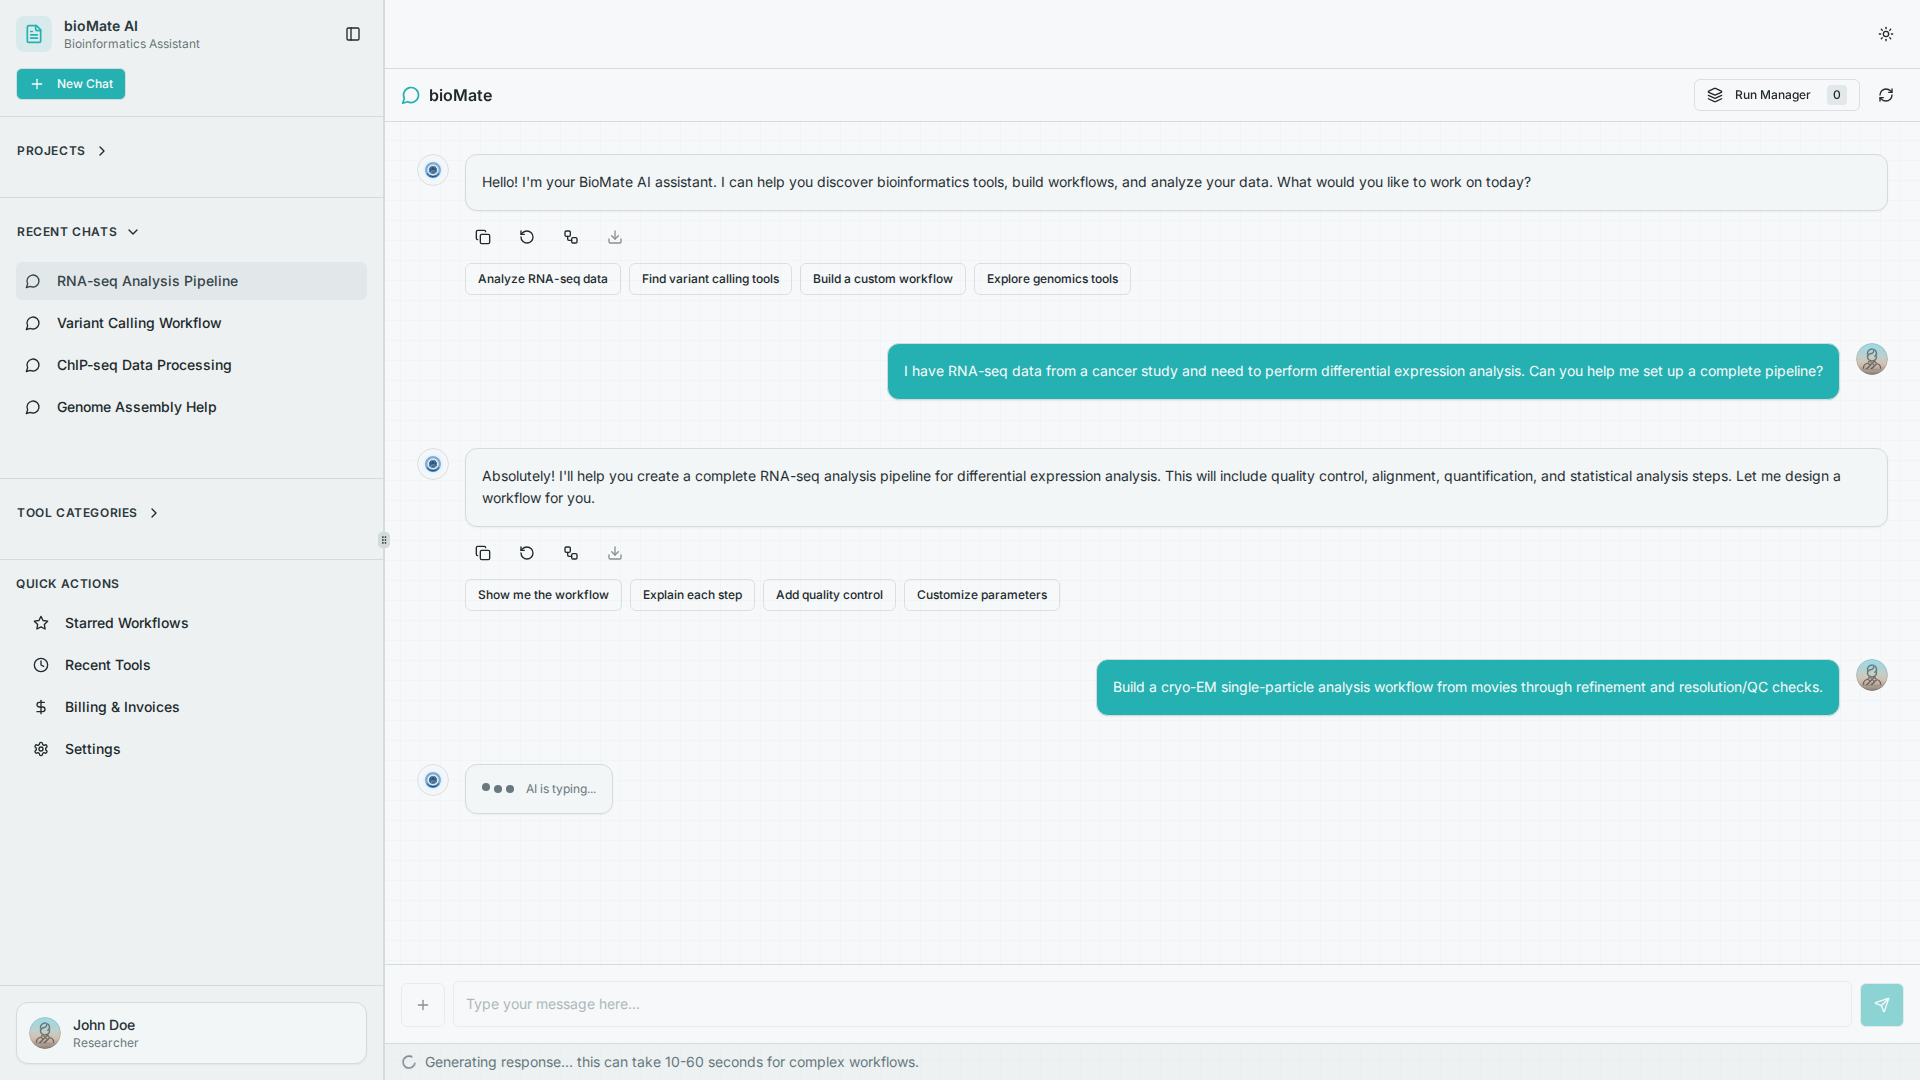 bioMate AI
Bioinformatics Assistant
New Chat
PROJECTS
RECENT CHATS
RNA-seq Analysis Pipeline
Variant Calling Workflow
ChIP-seq Data Processing
Genome Assembly Help
TOOL CATEGORIES
QUICK ACTIONS
Starred Workflows
Recent Tools
Billing & Invoices
Settings
John Doe
Researcher
bioMate
Run Manager 0
Hello! I'm your BioMate AI assistant. I can help you discover bioinformatics tools, build workflows, and analyze your data. What would you like to work on today?
Analyze RNA-seq data Find variant calling tools Build a custom workflow Explore genomics tools
I have RNA-seq data from a cancer study and need to perform differential expression analysis. Can you help me set up a complete pipeline?
Absolutely! I'll help you create a complete RNA-seq analysis pipeline for differential expression analysis. This will include quality control, alignment, quantification, and statistical analysis steps. Let me design a
workflow for you.
Show me the workflow Explain each step Add quality control Customize parameters
Build a cryo-EM single-particle analysis workflow from movies through refinement and resolution/QC checks.
AI is typing...
Type your message here...
Generating response... this can take 10-60 seconds for complex workflows.